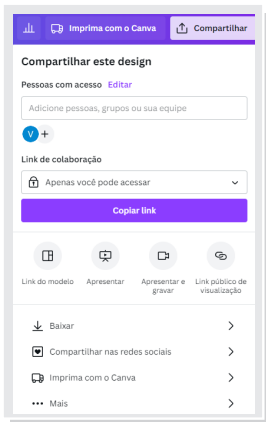 Imprima com o Canva
Compartilhar
Compartilhar este design
Pessoas com acesso Editar
Adicione pessoas, grupos ou sua equipe
V +
Link de colaboração
Apenas você pode acessar
Copiar link
Link do modelo
Apresentar
Apresentar e
gravar
Link público de
visualização
Baixar
Compartilhar nas redes sociais
Imprima com o Canva
Mais